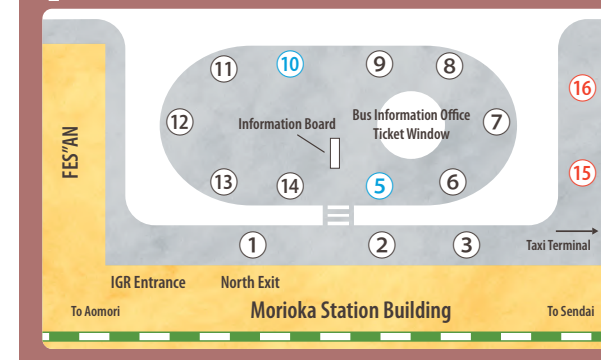 11
10
9
8
16
12
Information Board
Bus Information Office
Ticket Window
7
FES"AN
13
14
5
6
15
1
2
3
Taxi Terminal
IGR Entrance
North Exit
To Aomori
Morioka Station Building
To Sendai